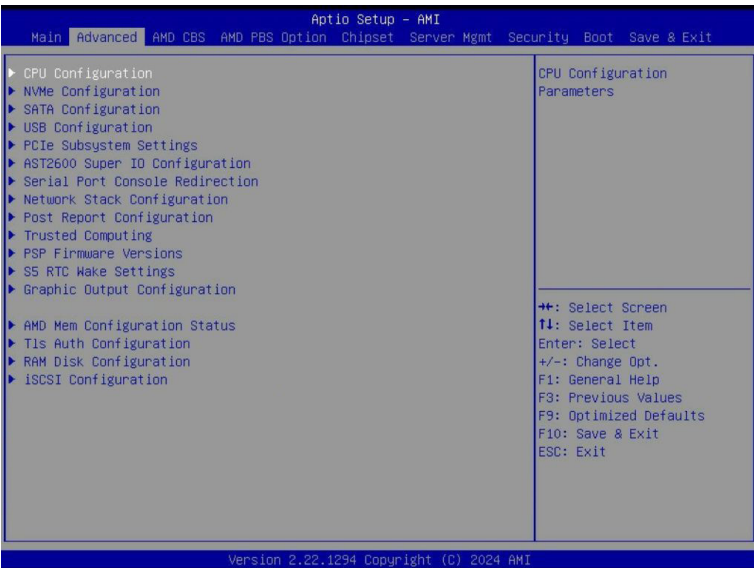 Aptio Setup – AMI
Main Advanced AMD CBS AMD PBS Option Chipset Server Mgmt Security Boot Save & Exit
▶ CPU Configuration
▶ NVMe Configuration
▶ SATA Configuration
▶ USB Configuration
▶ PCIe Subsystem Settings
▶ AST2600 Super IO Configuration
▶ Serial Port Console Redirection
▶ Network Stack Configuration
▶ Post Report Configuration
▶ Trusted Computing
▶ PSP Firmware Versions
▶ S5 RTC Wake Settings
▶ Graphic Output Configuration
▶ AMD Mem Configuration Status
▶ Tls Auth Configuration
▶ RAM Disk Configuration
▶ iSCSI Configuration
CPU Configuration
Parameters
→←: Select Screen
↑↓: Select Item
Enter: Select
+/-: Change Opt.
F1: General Help
F3: Previous Values
F9: Optimized Defaults
F10: Save & Exit
ESC: Exit
Version 2.22.1294 Copyright (C) 2024 AMI